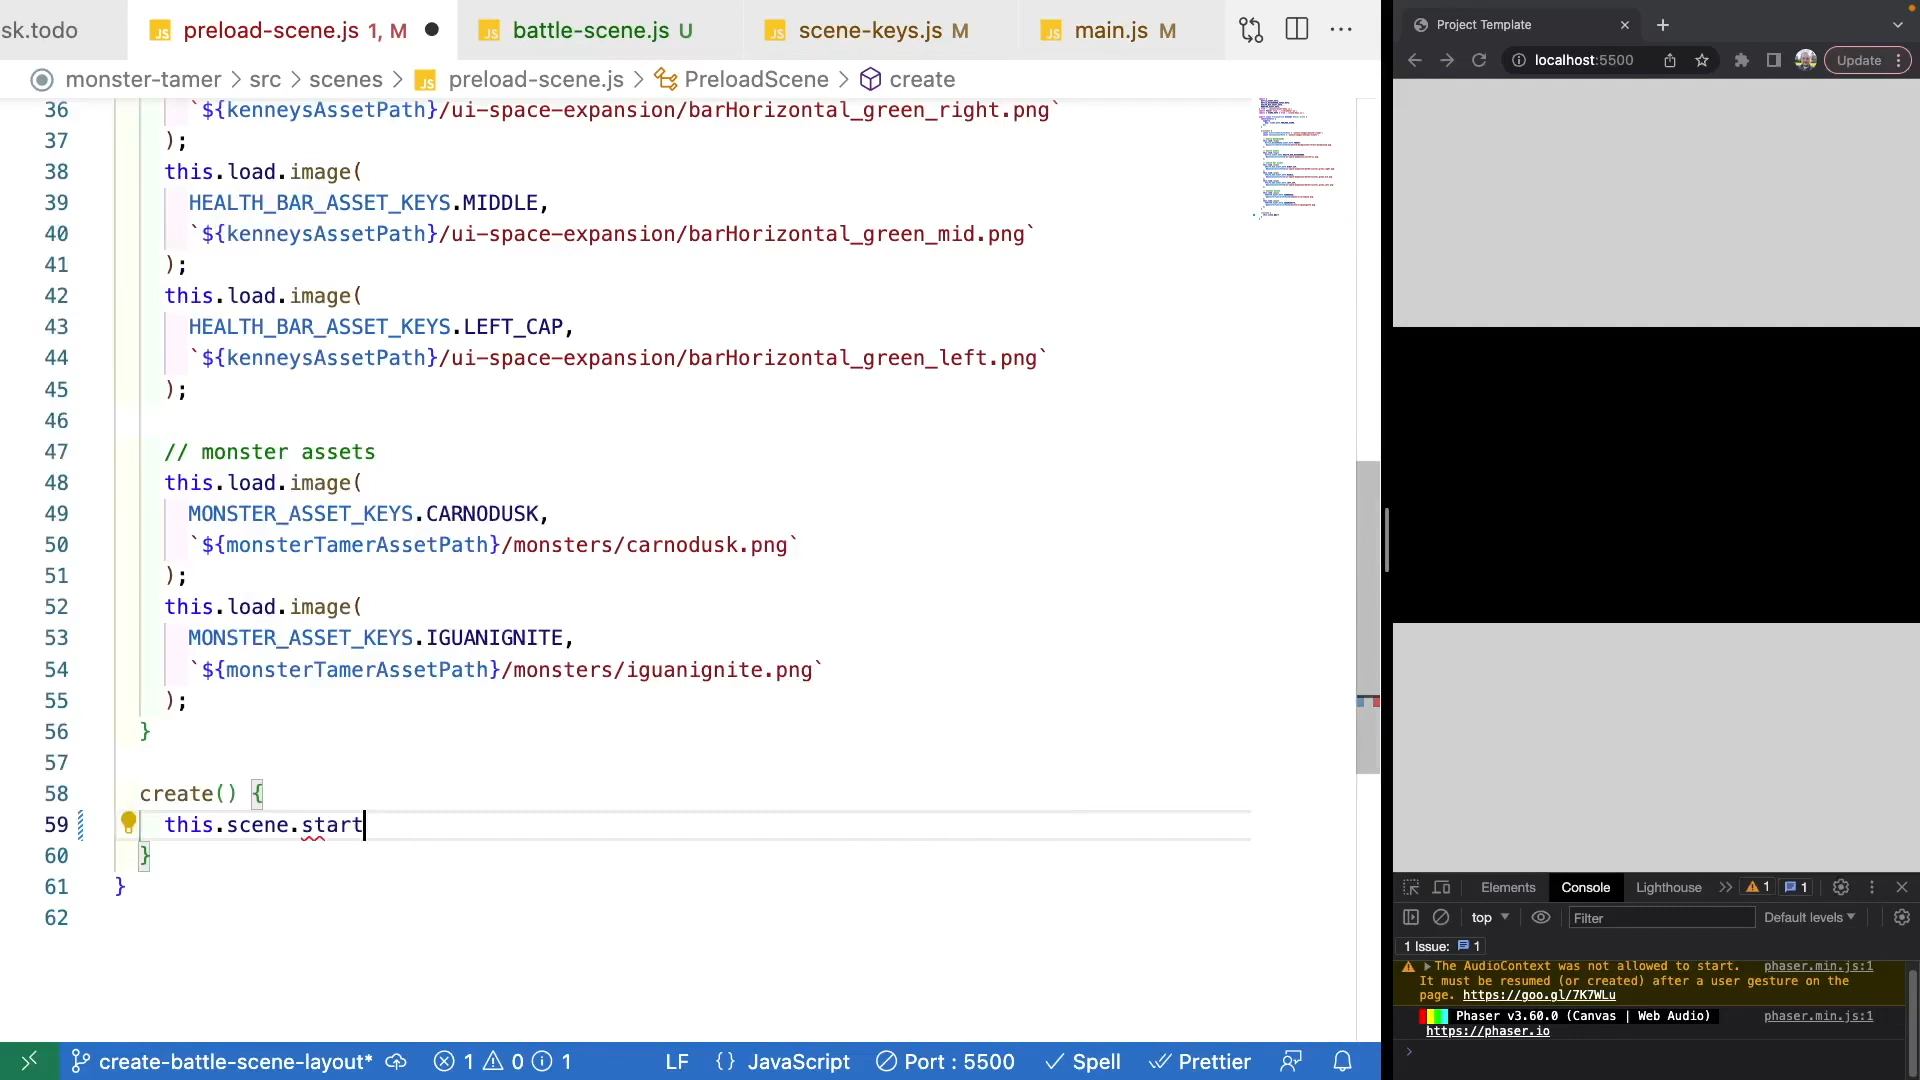 sk.todo
preload-scene.js 1, M
battle-scene.js U
scene-keys.js M
main.js M
monster-tamer > src > scenes > JS preload-scene.js > PreloadScene > create
36 `${kenneysAssetPath}/ui-space-expansion/barHorizontal_green_right.png`
37 );
38 this.load.image(
39 HEALTH_BAR_ASSET_KEYS.MIDDLE,
40 `${kenneysAssetPath}/ui-space-expansion/barHorizontal_green_mid.png`
41 );
42 this.load.image(
43 HEALTH_BAR_ASSET_KEYS.LEFT_CAP,
44 `${kenneysAssetPath}/ui-space-expansion/barHorizontal_green_left.png`
45 );
46
47 // monster assets
48 this.load.image(
49 MONSTER_ASSET_KEYS.CARNODUSK,
50 `${monsterTamerAssetPath}/monsters/carnodusk.png`
51 );
52 this.load.image(
53 MONSTER_ASSET_KEYS.IGUANIGNITE,
54 `${monsterTamerAssetPath}/monsters/iguanignite.png`
55 );
56 }
57
58 create() {
59 this.scene.start
60 }
61 }
62
create-battle-scene-layout* 1 0 1 LF {} JavaScript Port : 5500 Spell Prettier
Project Template
localhost:5500 Update
Elements Console Lighthouse 1 1
top Filter Default levels
1 Issue: 1
The AudioContext was not allowed to start. phaser.min.js:1
It must be resumed (or created) after a user gesture on the
page. https://goo.gl/7K7WLu
Phaser v3.60.0 (Canvas | Web Audio) phaser.min.js:1
https://phaser.io